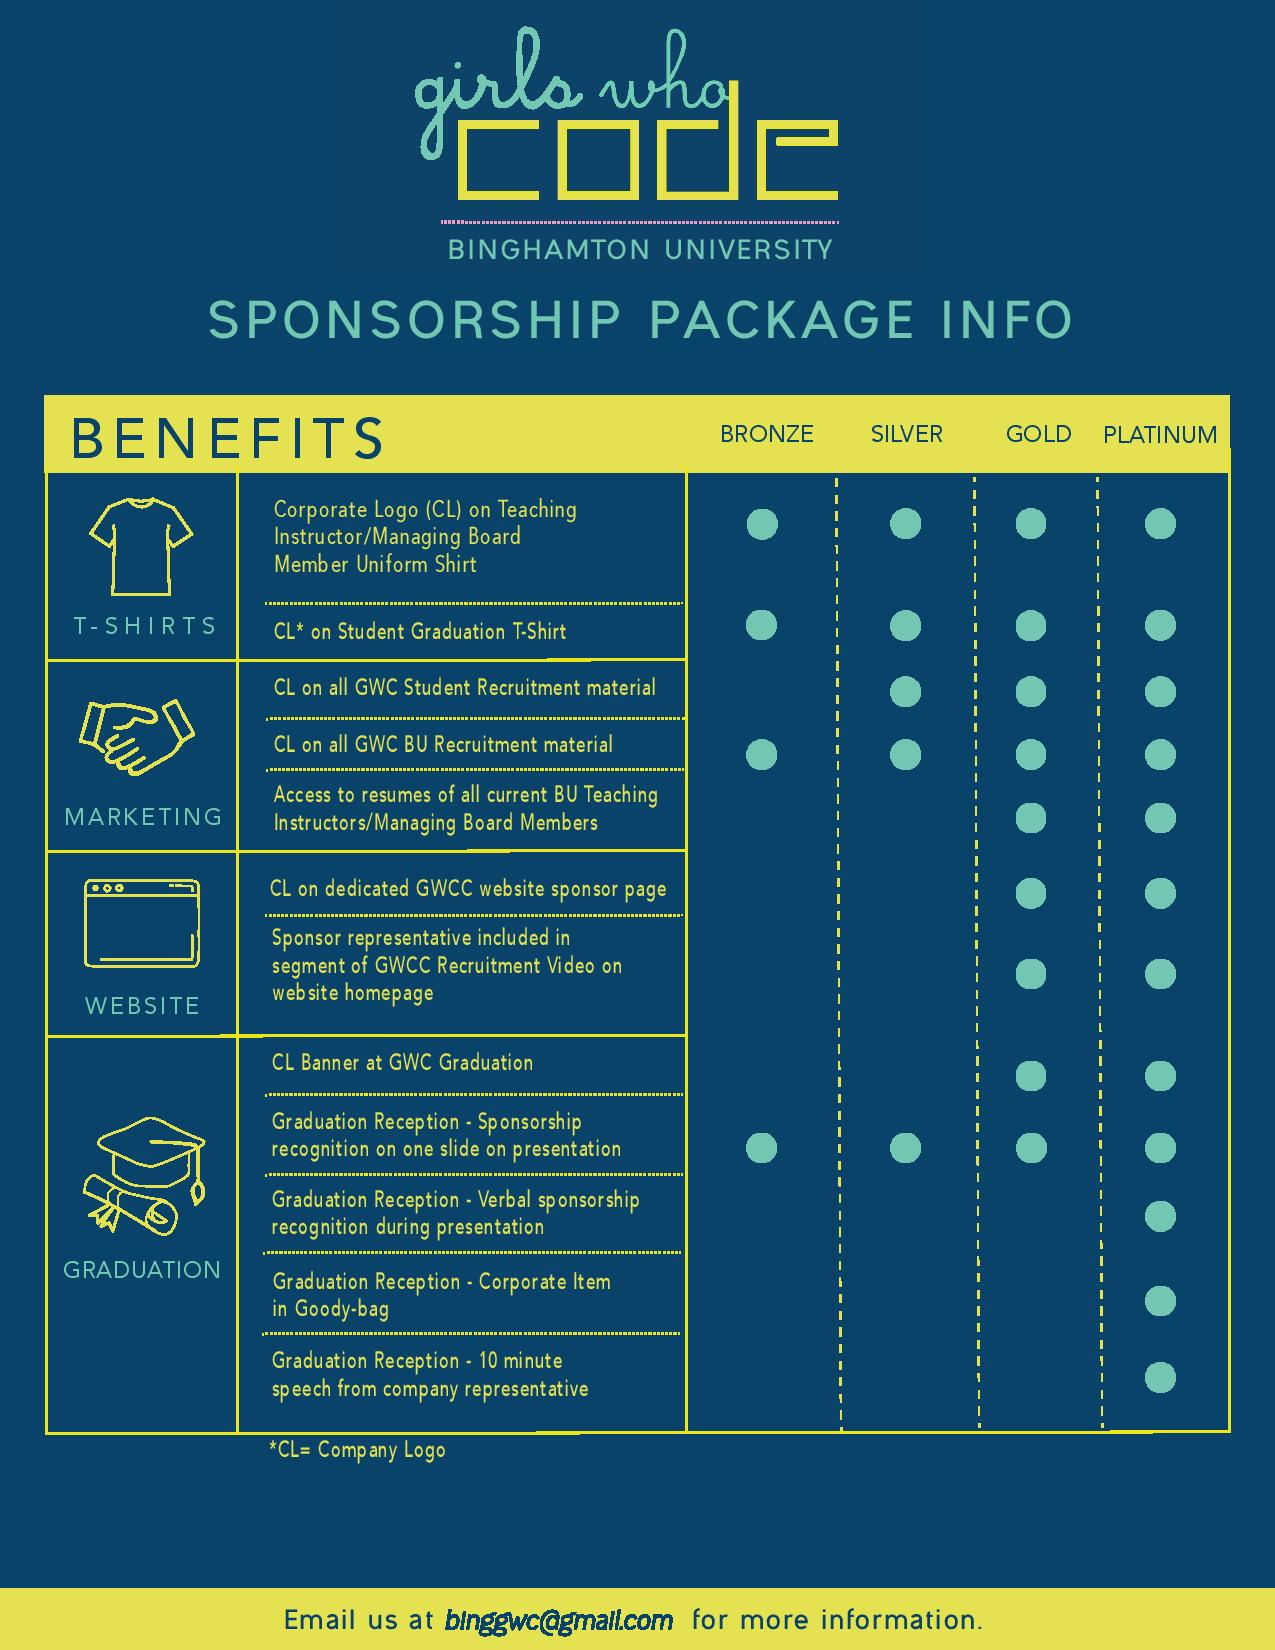 girls who
code
BINGHAMTON UNIVERSITY
SPONSORSHIP PACKAGE INFO
BENEFITS BRONZE SILVER GOLD PLATINUM
T-SHIRTS
Corporate Logo (CL) on Teaching
Instructor/Managing Board
Member Uniform Shirt
CL* on Student Graduation T-Shirt
MARKETING
CL on all GWC Student Recruitment material
CL on all GWC BU Recruitment material
Access to resumes of all current BU Teaching
Instructors/Managing Board Members
WEBSITE
CL on dedicated GWCC website sponsor page
Sponsor representative included in
segment of GWCC Recruitment Video on
website homepage
GRADUATION
CL Banner at GWC Graduation
Graduation Reception - Sponsorship
recognition on one slide on presentation
Graduation Reception - Verbal sponsorship
recognition during presentation
Graduation Reception - Corporate Item
in Goody-bag
Graduation Reception - 10 minute
speech from company representative
*CL= Company Logo
Email us at binggwc@gmail.com for more information.